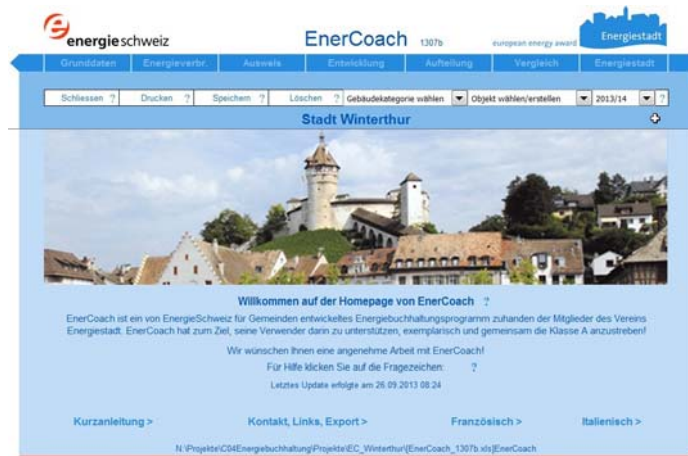 energieschweiz
EnerCoach 1307b
european energy award
Energiestadt
Grunddaten Energieverbr. Ausweis Entwicklung Aufteilung Vergleich Energiestadt
Schliessen ? Drucken ? Speichern ? Löschen ? Gebäudekategorie wählen Objekt wählen/erstellen 2013/14 ?
Stadt Winterthur
Willkommen auf der Homepage von EnerCoach ?
EnerCoach ist ein von EnergieSchweiz für Gemeinden entwickeltes Energiebuchhaltungsprogramm zuhanden der Mitglieder des Vereins
Energiestadt. EnerCoach hat zum Ziel, seine Verwender darin zu unterstützen, exemplarisch und gemeinsam die Klasse A anzustreben!
Wir wünschen Ihnen eine angenehme Arbeit mit EnerCoach!
Für Hilfe klicken Sie auf die Fragezeichen: ?
Letztes Update erfolgte am 26.09.2013 08:24
Kurzanleitung > Kontakt, Links, Export > Französisch > Italienisch >
N:\Projekte\C04Energiebuchhaltung\Projekte\EC_Winterthur\[EnerCoach_1307b.xls]EnerCoach